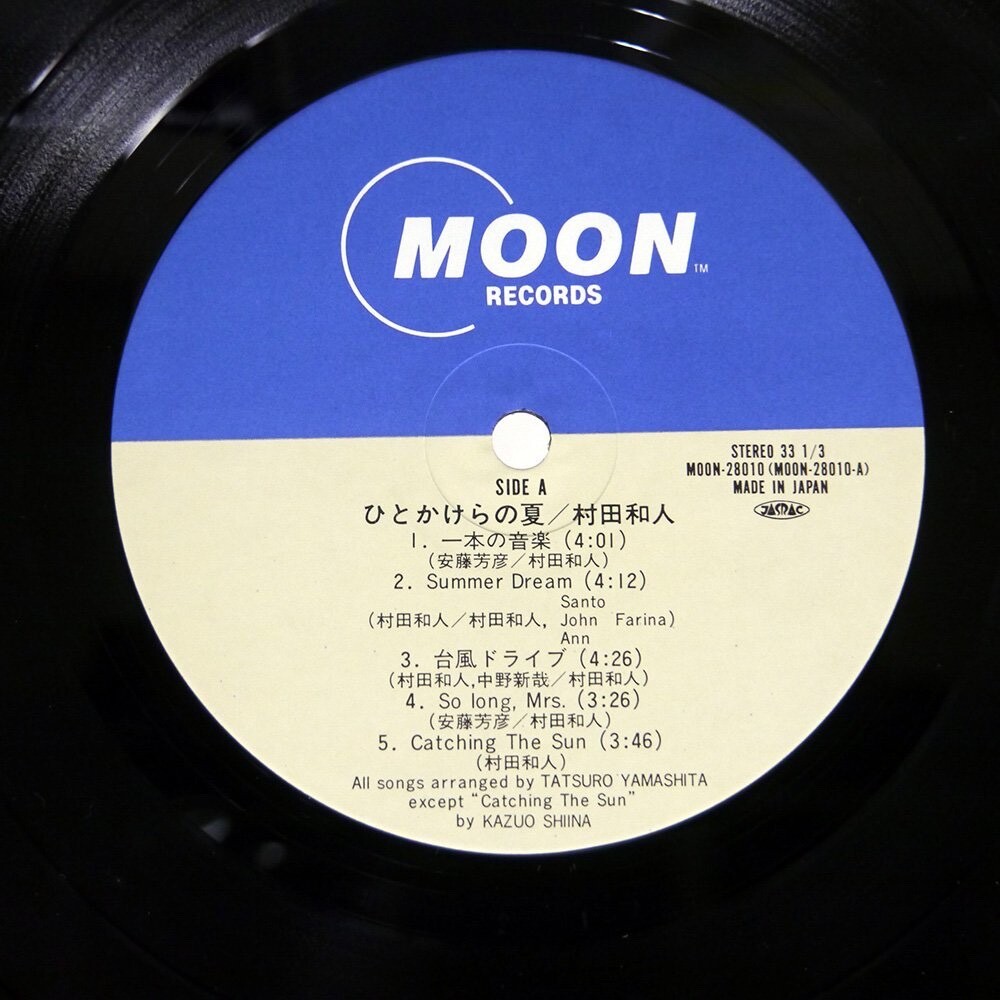 MOON TM
RECORDS
STEREO 33 1/3
MOON-28010 (MOON-28010-A)
MADE IN JAPAN
JASRAC
SIDE A
ひとかけらの夏／村田和人
1. 一本の音楽 (4:01)
(安藤芳彦／村田和人)
2. Summer Dream (4:12)
Santo
(村田和人／村田和人, John Farina)
Ann
3. 台風ドライブ (4:26)
(村田和人,中野新哉／村田和人)
4. So long, Mrs. (3:26)
(安藤芳彦／村田和人)
5. Catching The Sun (3:46)
(村田和人)
All songs arranged by TATSURO YAMASHITA
except "Catching The Sun"
by KAZUO SHIINA